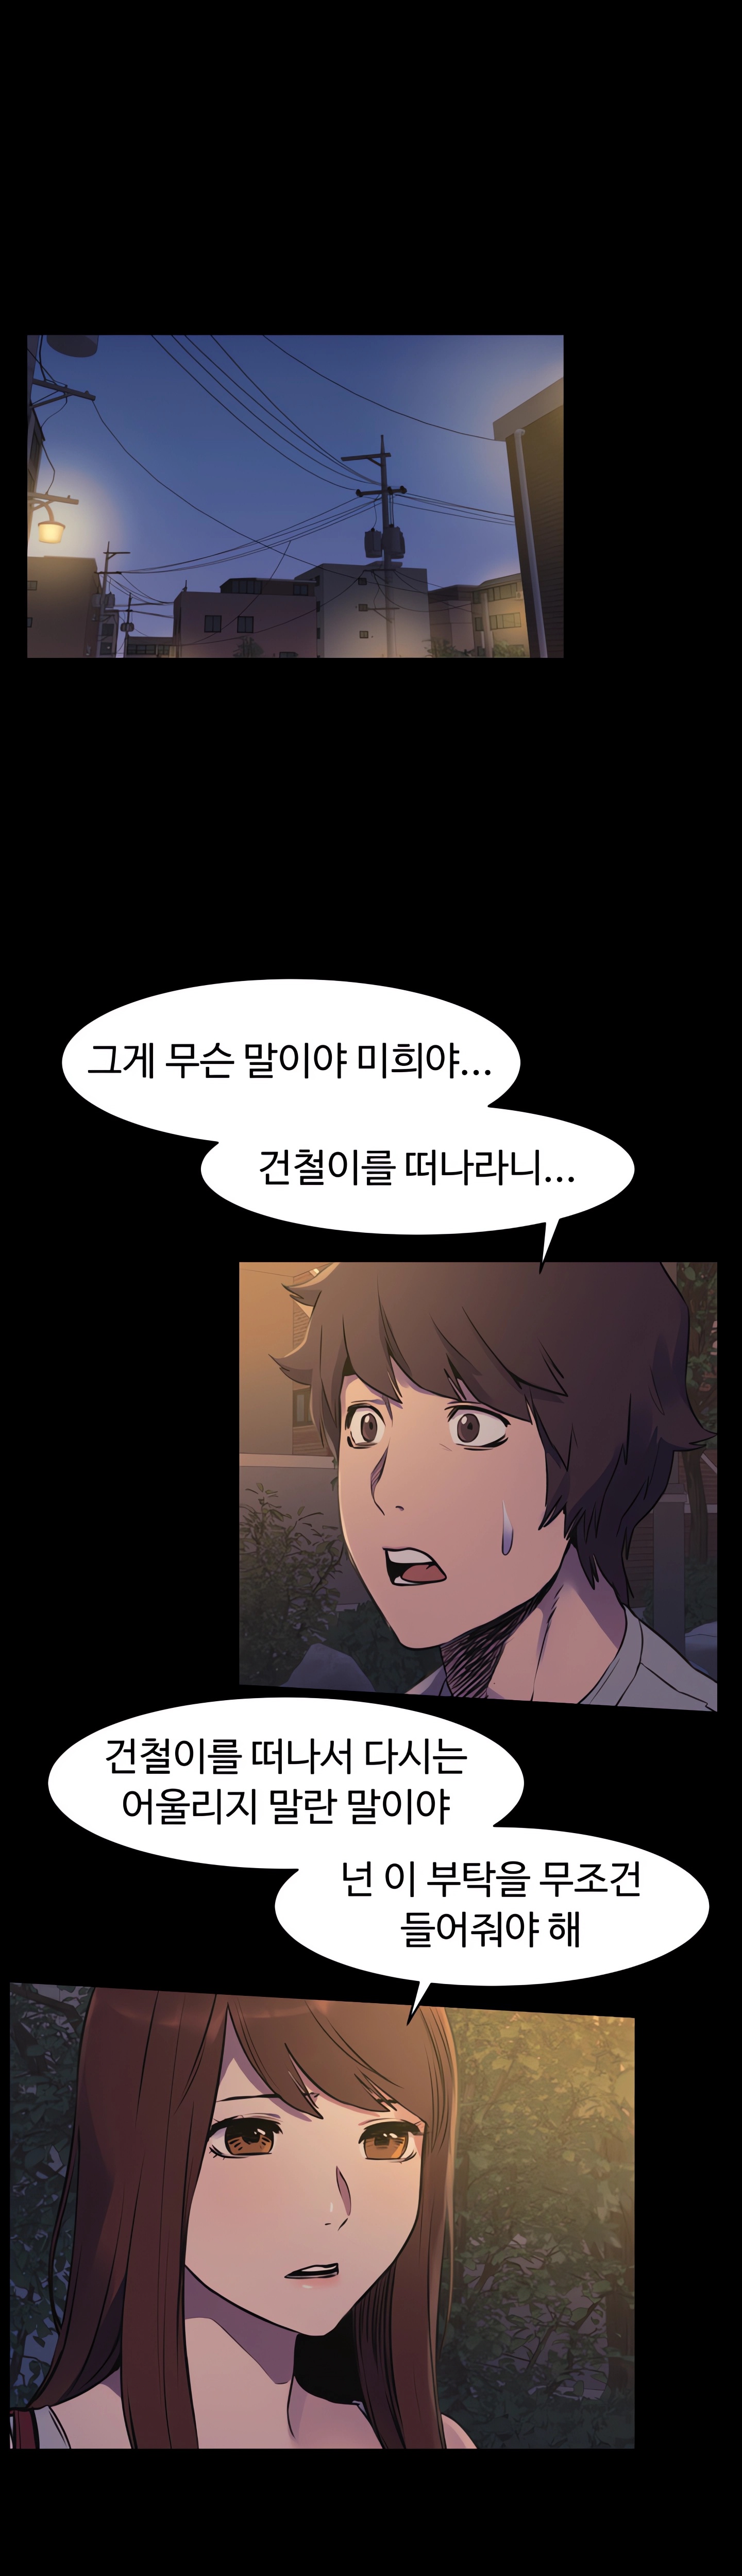 그게 무슨 말이야 미희야...
건철이를 떠나라니...
건철이를 떠나서 다시는
어울리지 말란 말이야
넌 이 부탁을 무조건
들어줘야 해